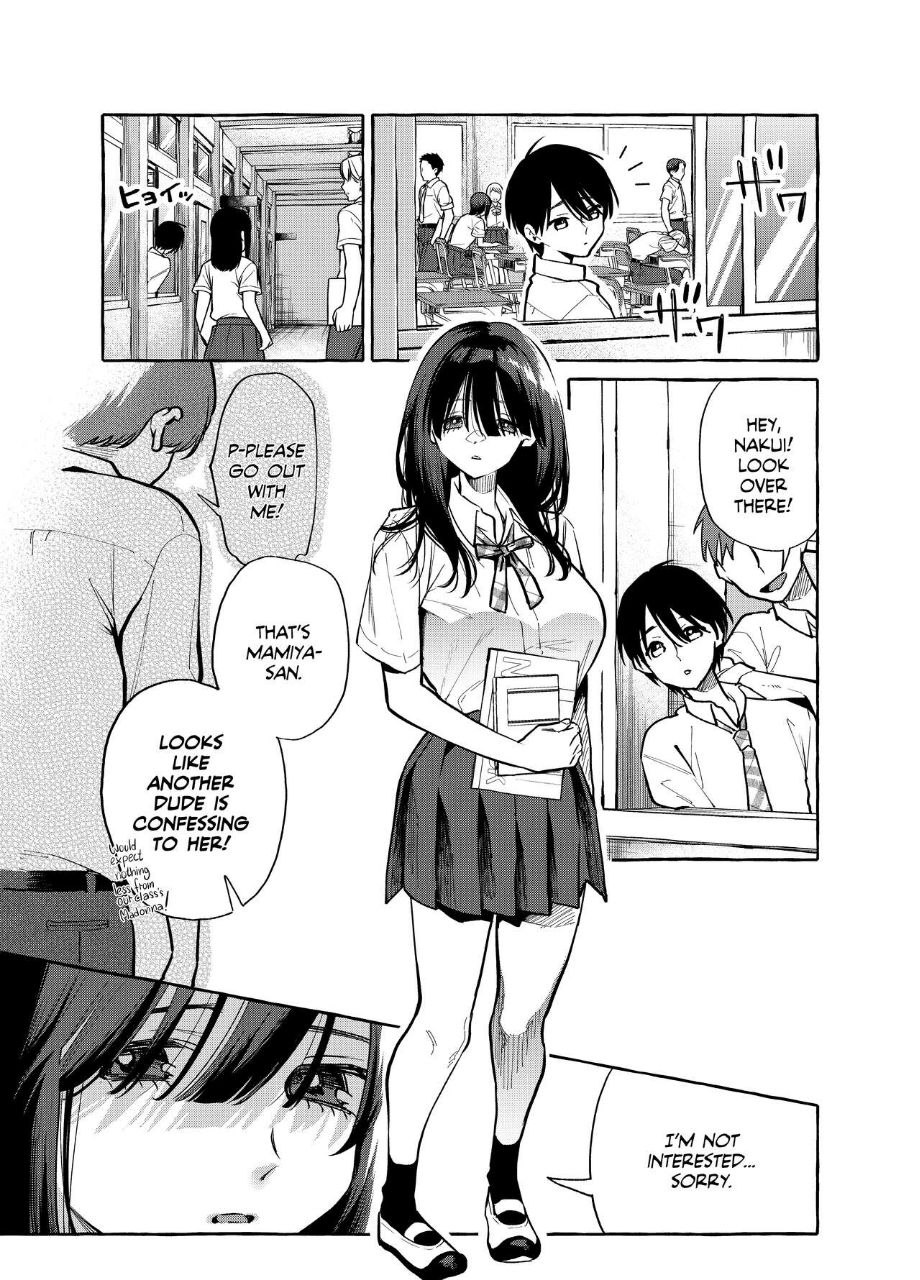 ザワ
ザワ
ヒョイッ
HEY,
NAKUI!
LOOK
OVER
THERE!
P-PLEASE
GO OUT
WITH
ME!
THAT'S
MAMIYA-
SAN.
LOOKS
LIKE
ANOTHER
DUDE IS
CONFESSING
TO HER!
Would
expect
nothing
less from
our class's
Madonna!
I'M NOT
INTERESTED...
SORRY.